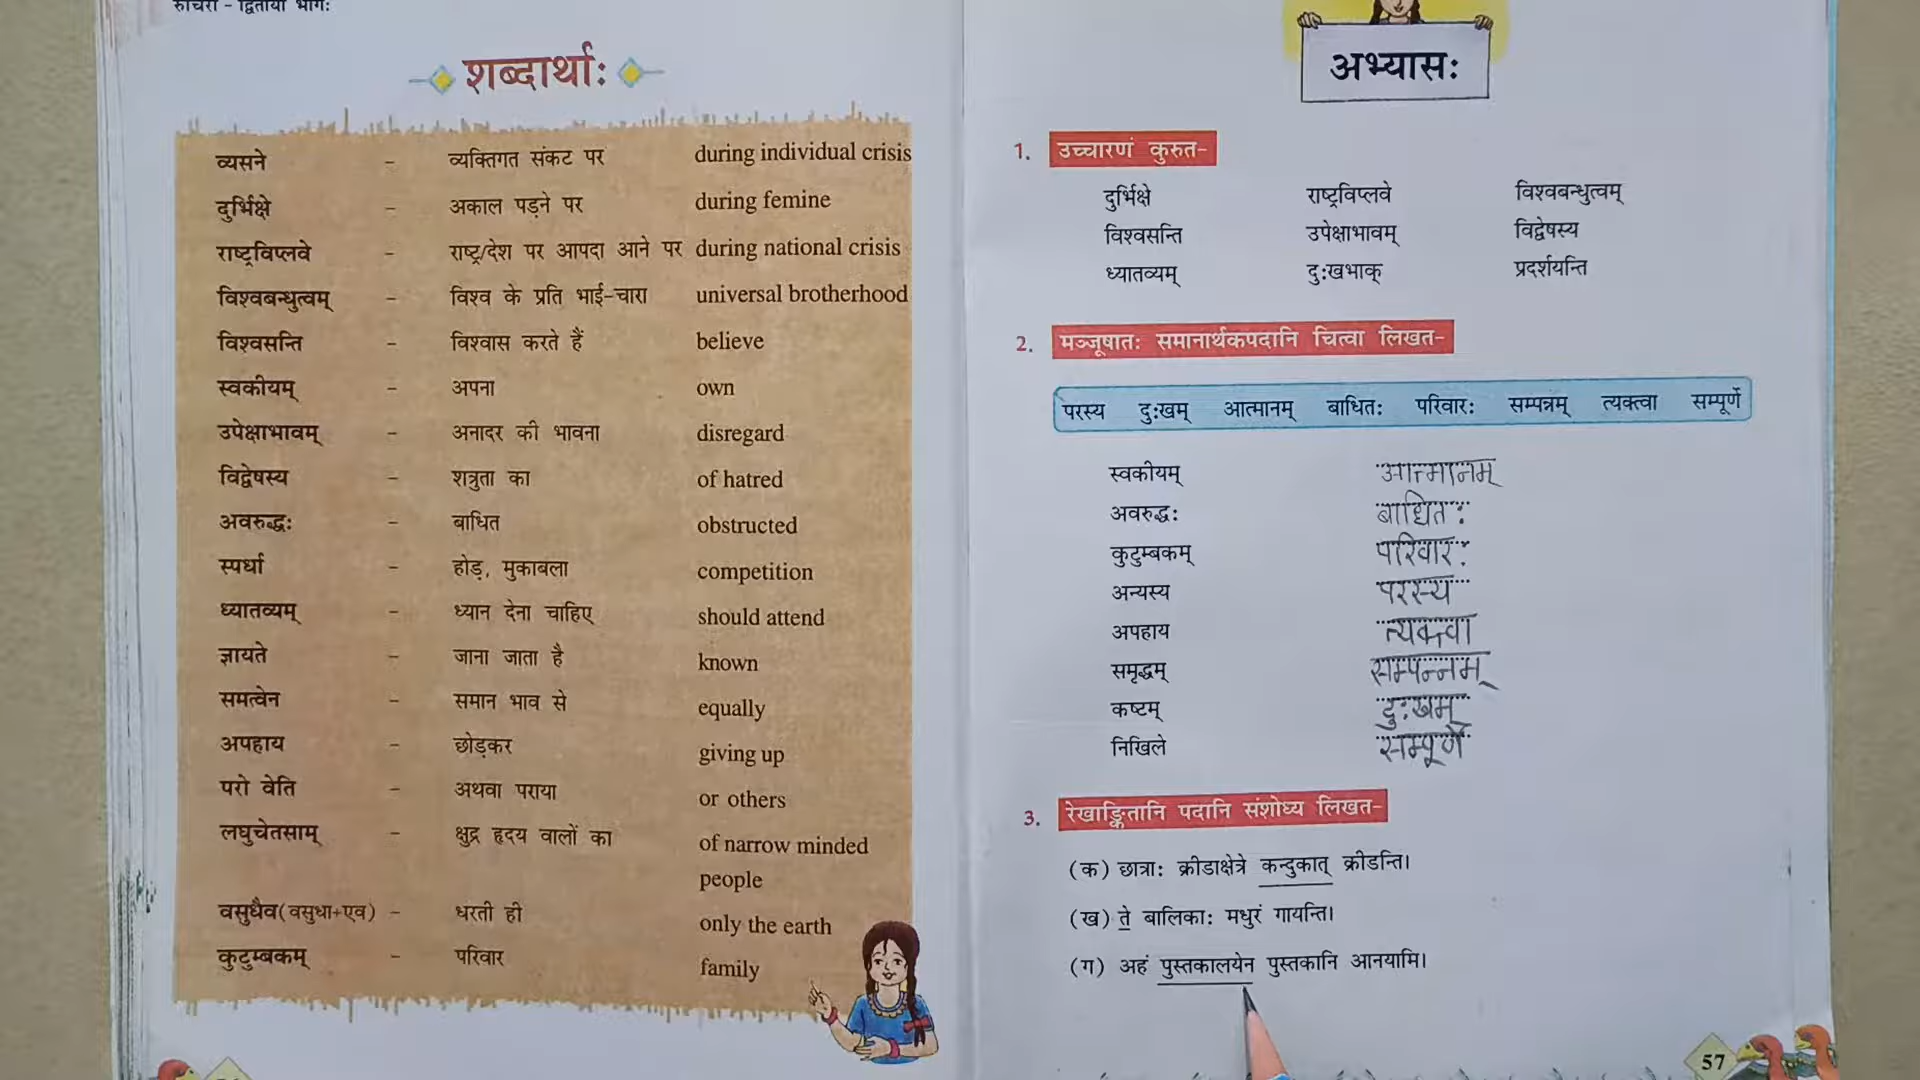 रुचिरा - द्वितीयो भागः
शब्दार्थाः
व्यसने - व्यक्तिगत संकट पर during individual crisis
दुर्भिक्षे - अकाल पड़ने पर during femine
राष्ट्रविप्लवे - राष्ट्र/देश पर आपदा आने पर during national crisis
विश्वबन्धुत्वम् - विश्व के प्रति भाई-चारा universal brotherhood
विश्वसन्ति - विश्वास करते हैं believe
स्वकीयम् - अपना own
उपेक्षाभावम् - अनादर की भावना disregard
विद्वेषस्य - शत्रुता का of hatred
अवरुद्धः - बाधित obstructed
स्पर्धा - होड़, मुकाबला competition
ध्यातव्यम् - ध्यान देना चाहिए should attend
ज्ञायते - जाना जाता है known
समत्वेन - समान भाव से equally
अपहाय - छोड़कर giving up
परो वेति - अथवा पराया or others
लघुचेतसाम् - क्षुद्र हृदय वालों का of narrow minded
people
वसुधैव(वसुधा+एव) - धरती ही only the earth
कुटुम्बकम् - परिवार family
अभ्यासः
1. उच्चारणं कुरुत-
दुर्भिक्षे राष्ट्रविप्लवे विश्वबन्धुत्वम्
विश्वसन्ति उपेक्षाभावम् विद्वेषस्य
ध्यातव्यम् दुःखभाक् प्रदर्शयन्ति
2. मञ्जूषातः समानार्थकपदानि चित्वा लिखत-
परस्य दुःखम् आत्मानम् बाधितः परिवारः सम्पन्नम् त्यक्त्वा सम्पूर्णे
स्वकीयम् आत्मानम्
अवरुद्धः बाधितः
कुटुम्बकम् परिवारः
अन्यस्य परस्य
अपहाय त्यक्त्वा
समृद्धम् सम्पन्नम्
कष्टम् दुःखम्
निखिले सम्पूर्णे
3. रेखाङ्कितानि पदानि संशोध्य लिखत-
(क) छात्राः क्रीडाक्षेत्रे कन्दुकात् क्रीडन्ति।
(ख) ते बालिकाः मधुरं गायन्ति।
(ग) अहं पुस्तकालयेन पुस्तकानि आनयामि।
57